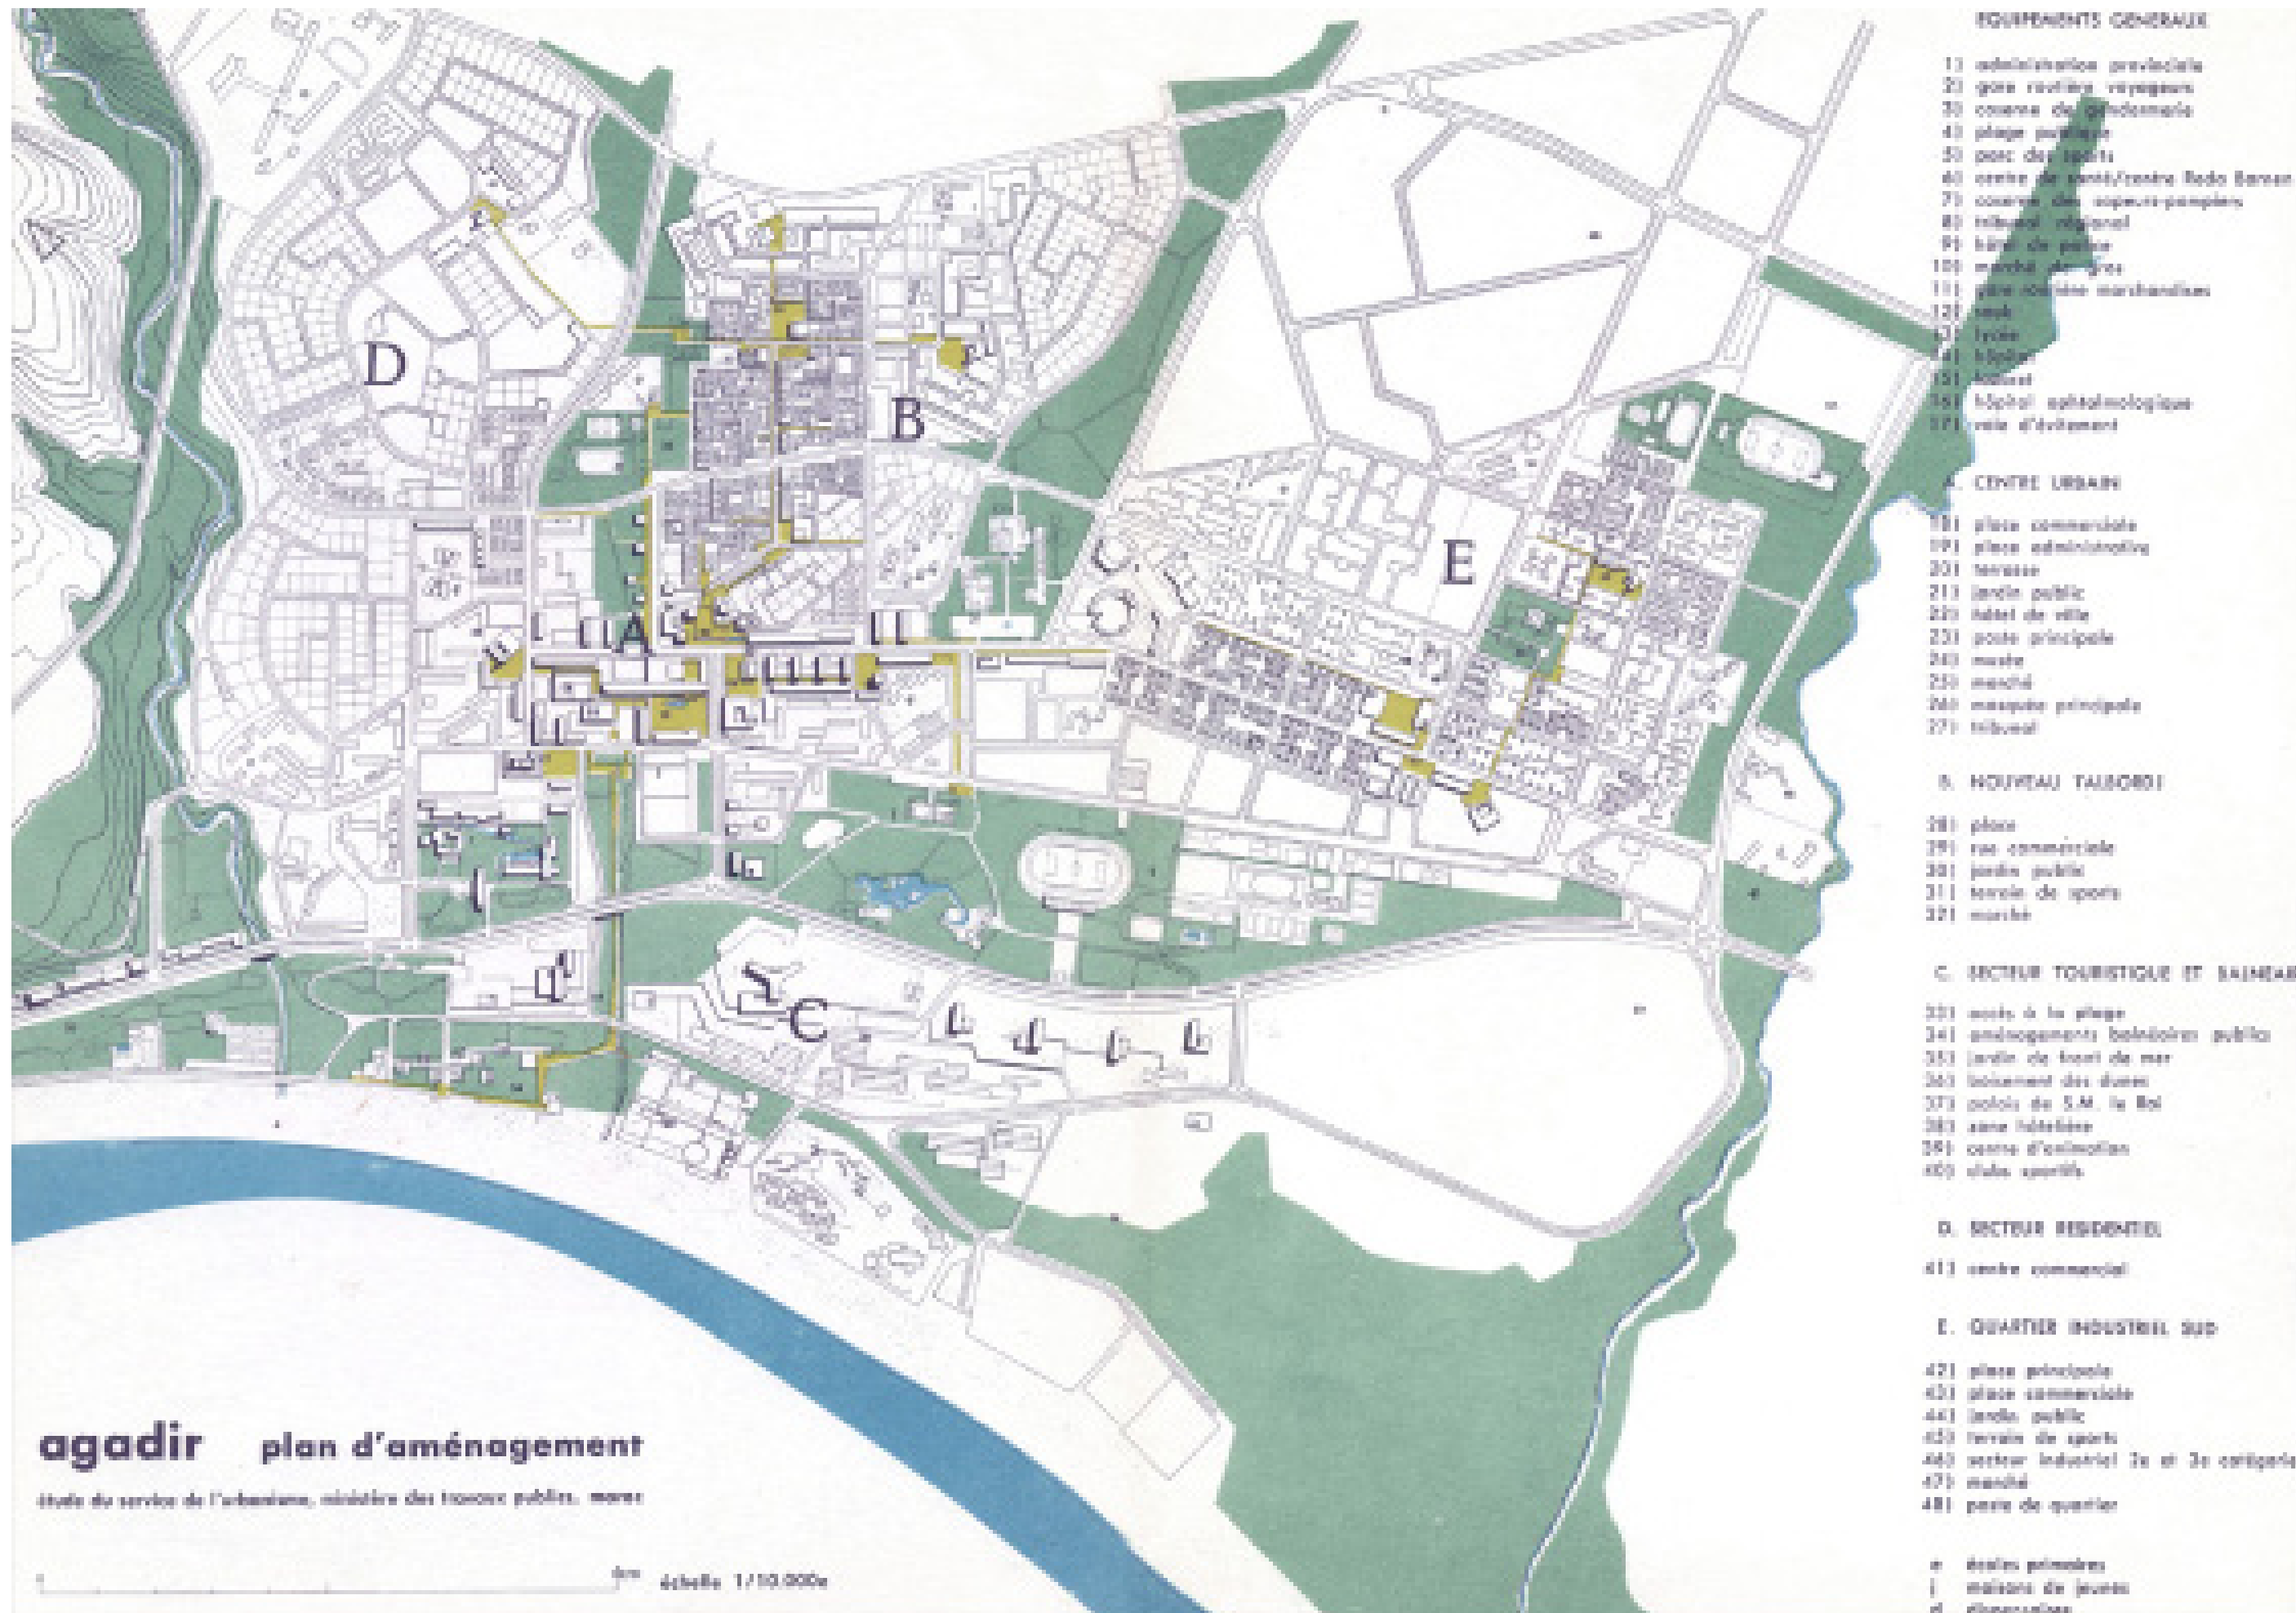 EQUIPEMENTS GENERAUX
1) administration provinciale
2) gare routière voyageurs
3) caserne de gendarmerie
4) plage publique
5) parc des sports
6) centre de santé/centre Reda
7) caserne des sapeurs-pompiers
8) tribunal régional
9) hôtel de police
10) marché de gros
11) gare routière marchandises
12) souk
13) lycée
14) hôpital
15)
16) hôpital ophtalmologique
17) voie d'évitement
A. CENTRE URBAIN
18) place commerciale
19) place administrative
20) terrasse
21) jardin public
22) hôtel de ville
23) poste principale
24) musée
25) marché
26) mosquée principale
27) tribunal
B. NOUVEAU TALBORDJ
28) place
29) rue commerciale
30) jardin public
31) terrain de sports
32) marché
C. SECTEUR TOURISTIQUE ET BALNEAIR
33) accès à la plage
34) aménagements balnéaires publics
35) jardin de front de mer
36) boisement des dunes
37) palais de S.M. le Roi
38) zone hôtelière
39) centre d'animation
40) clubs sportifs
D. SECTEUR RESIDENTIEL
41) centre commercial
E. QUARTIER INDUSTRIEL SUD
42) place principale
43) place commerciale
44) jardin public
45) terrain de sports
46) secteur industriel 2e et 3e catégorie
47) marché
48) poste de quartier
e écoles primaires
j maisons de jeunes
d dispensaires
D
B
A
E
C
agadir plan d'aménagement
étude du service de l'urbanisme, ministère des travaux publics, maroc
échelle 1/10.000e